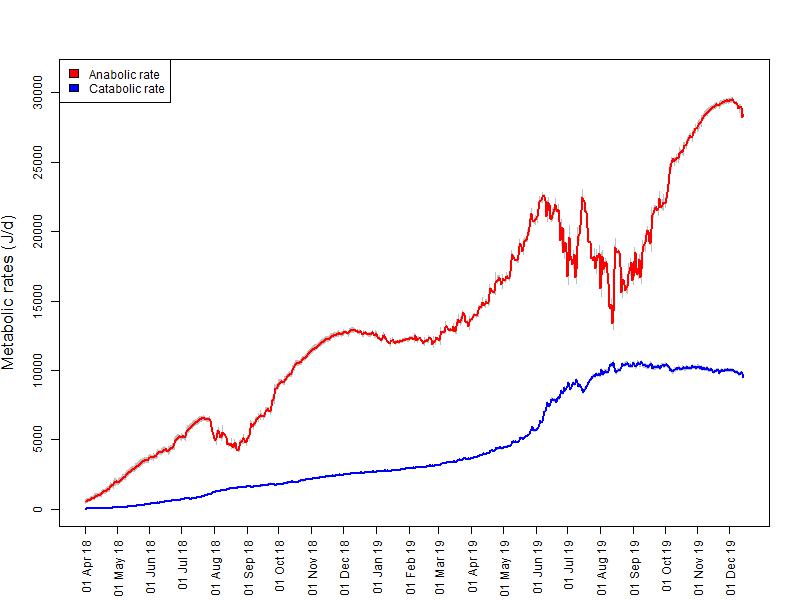 Anabolic rate
Catabolic rate
Metabolic rates (J/d)
30000
25000
20000
15000
10000
5000
0
01 Apr 18
01 May 18
01 Jun 18
01 Jul 18
01 Aug 18
01 Sep 18
01 Oct 18
01 Nov 18
01 Dec 18
01 Jan 19
01 Feb 19
01 Mar 19
01 Apr 19
01 May 19
01 Jun 19
01 Jul 19
01 Aug 19
01 Sep 19
01 Oct 19
01 Nov 19
01 Dec 19